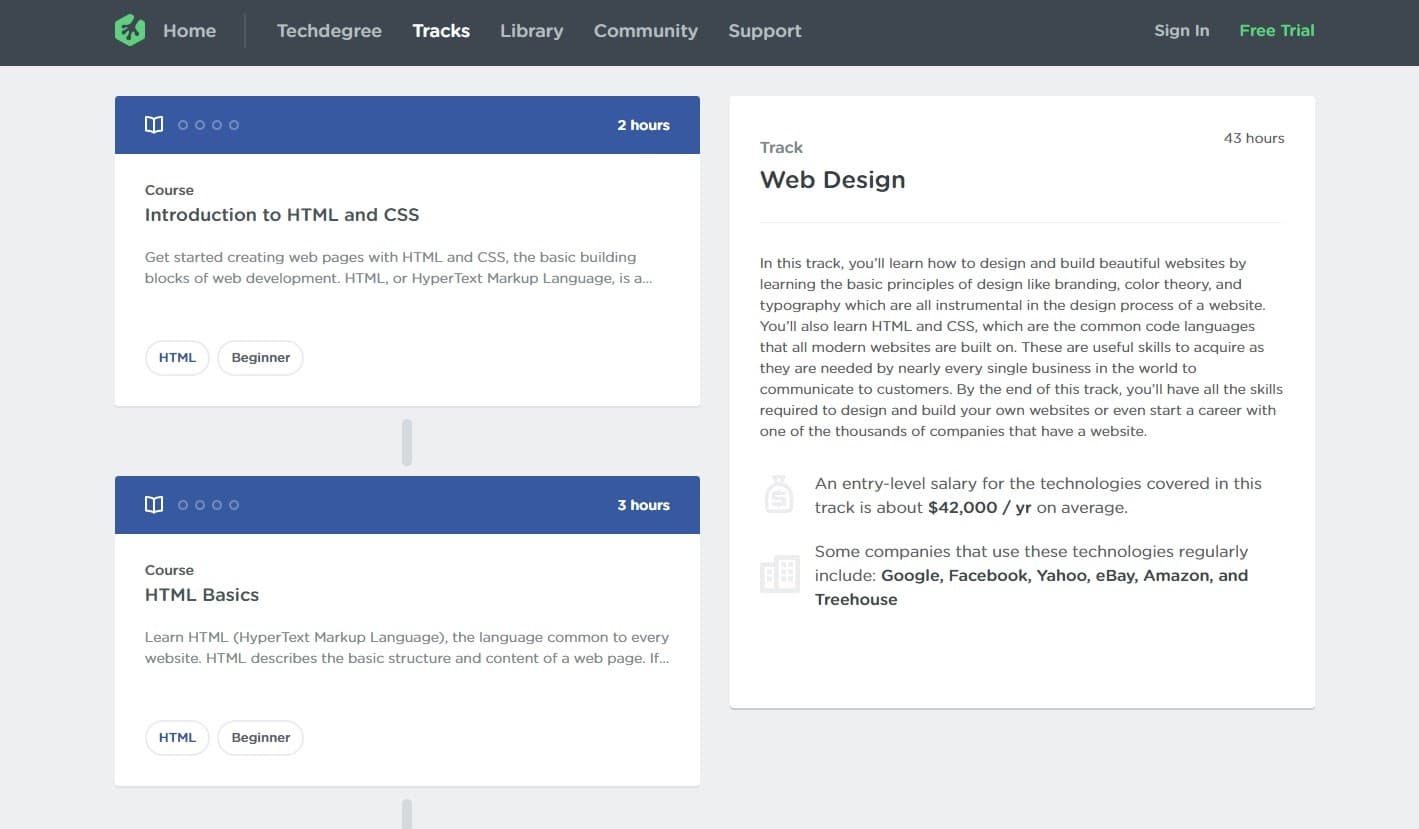 Home
Techdegree
Tracks
Library
Community
Support
Sign In
Free Trial
2 hours
Course
Introduction to HTML and CSS
Get started creating web pages with HTML and CSS, the basic building
blocks of web development. HTML, or HyperText Markup Language, is a...
HTML
Beginner
3 hours
Course
HTML Basics
Learn HTML (HyperText Markup Language), the language common to every
website. HTML describes the basic structure and content of a web page. If...
HTML
Beginner
43 hours
Track
Web Design
In this track, you’ll learn how to design and build beautiful websites by
learning the basic principles of design like branding, color theory, and
typography which are all instrumental in the design process of a website.
You’ll also learn HTML and CSS, which are the common code languages
that all modern websites are built on. These are useful skills to acquire as
they are needed by nearly every single business in the world to
communicate to customers. By the end of this track, you’ll have all the skills
required to design and build your own websites or even start a career with
one of the thousands of companies that have a website.
An entry-level salary for the technologies covered in this
track is about $42,000 / yr on average.
Some companies that use these technologies regularly
include: Google, Facebook, Yahoo, eBay, Amazon, and
Treehouse